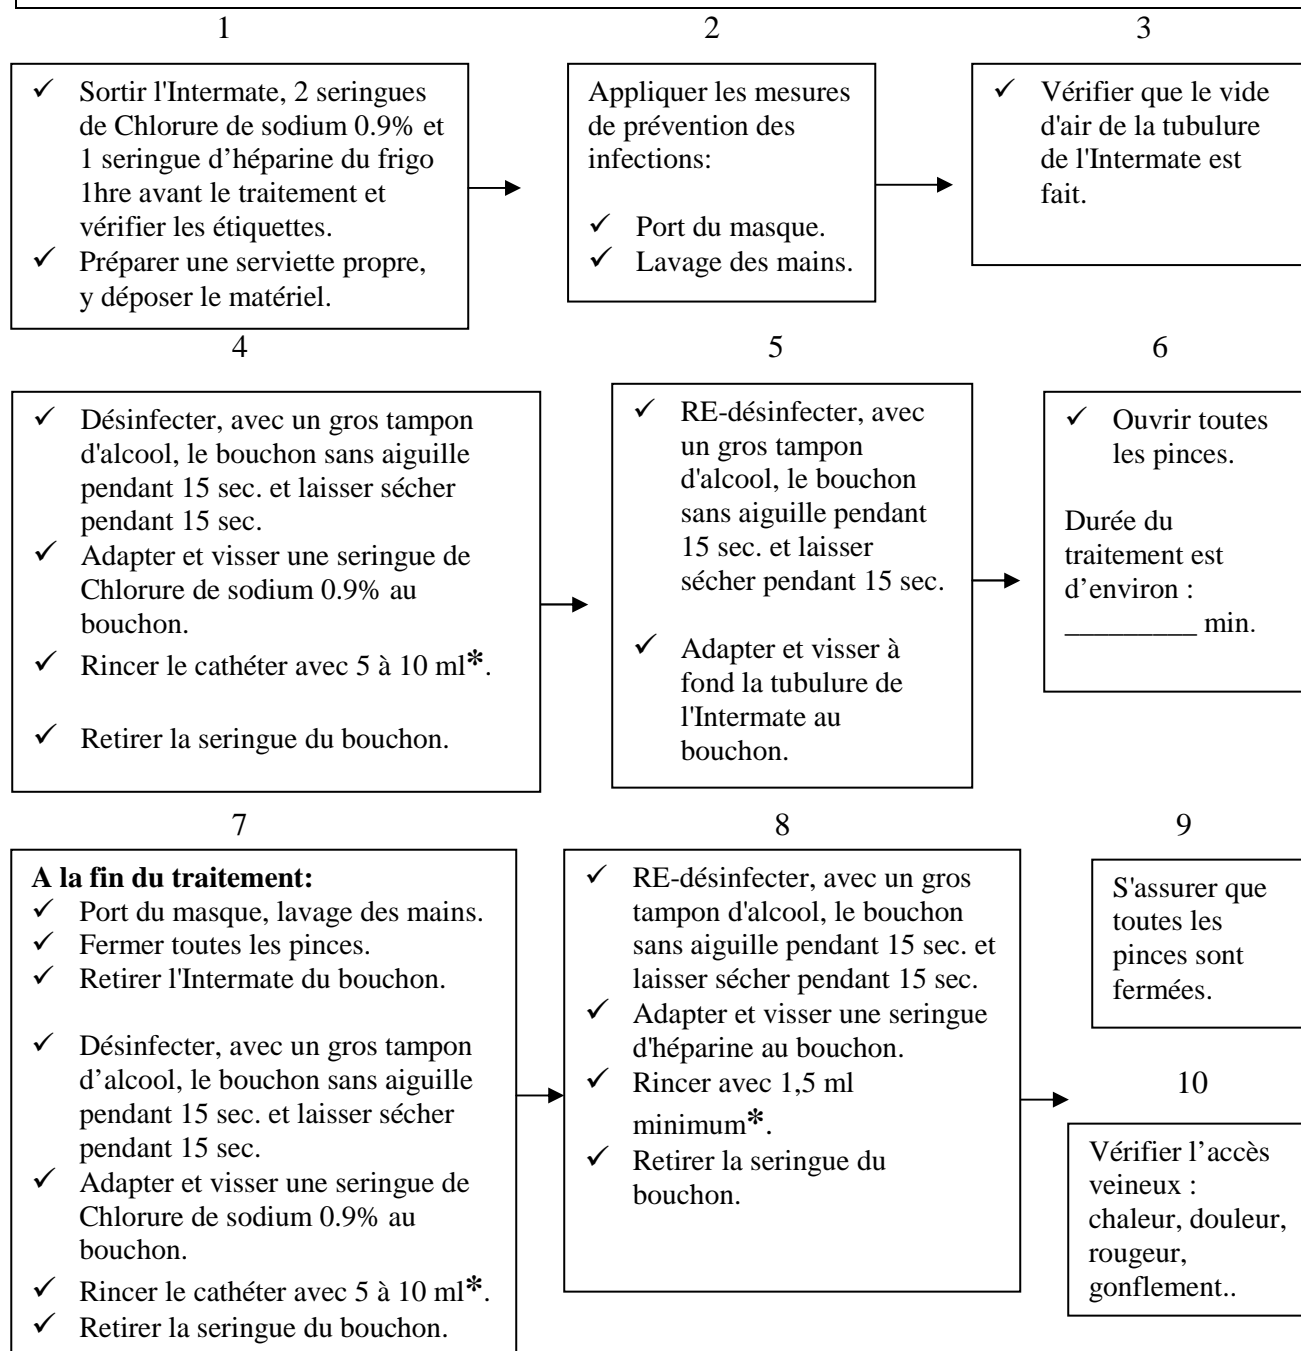 1
✓ Sortir l'Intermate, 2 seringues
de Chlorure de sodium 0.9% et
1 seringue d’héparine du frigo
1hre avant le traitement et
vérifier les étiquettes.
✓ Préparer une serviette propre,
y déposer le matériel.
2
Appliquer les mesures
de prévention des
infections:
✓ Port du masque.
✓ Lavage des mains.
3
✓ Vérifier que le vide
d'air de la tubulure
de l'Intermate est
fait.
4
✓ Désinfecter, avec un gros tampon
d'alcool, le bouchon sans aiguille
pendant 15 sec. et laisser sécher
pendant 15 sec.
✓ Adapter et visser une seringue de
Chlorure de sodium 0.9% au
bouchon.
✓ Rincer le cathéter avec 5 à 10 ml*.
✓ Retirer la seringue du bouchon.
5
✓ RE-désinfecter, avec
un gros tampon
d'alcool, le bouchon
sans aiguille pendant
15 sec. et laisser
sécher pendant 15 sec.
✓ Adapter et visser à
fond la tubulure de
l'Intermate au
bouchon.
6
✓ Ouvrir toutes
les pinces.
Durée du
traitement est
d’environ :
_________ min.
7
A la fin du traitement:
✓ Port du masque, lavage des mains.
✓ Fermer toutes les pinces.
✓ Retirer l'Intermate du bouchon.
✓ Désinfecter, avec un gros tampon
d’alcool, le bouchon sans aiguille
pendant 15 sec. et laisser sécher
pendant 15 sec.
✓ Adapter et visser une seringue de
Chlorure de sodium 0.9% au
bouchon.
✓ Rincer le cathéter avec 5 à 10 ml*.
✓ Retirer la seringue du bouchon.
8
✓ RE-désinfecter, avec un gros
tampon d'alcool, le bouchon
sans aiguille pendant 15 sec. et
laisser sécher pendant 15 sec.
✓ Adapter et visser une seringue
d'héparine au bouchon.
✓ Rincer avec 1,5 ml
minimum*.
✓ Retirer la seringue du
bouchon.
9
S'assurer que
toutes les
pinces sont
fermées.
10
Vérifier l’accès
veineux :
chaleur, douleur,
rougeur,
gonflement..